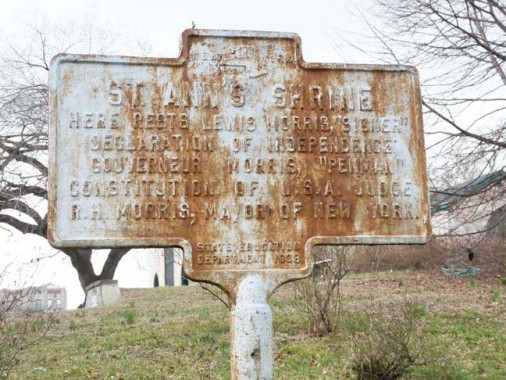 ST. ANN'S SHRINE
HERE RESTS LEWIS MORRIS, "SIGNER"
DECLARATION OF INDEPENDENCE
GOUVERNEUR MORRIS, "PENMAN"
CONSTITUTION OF U.S.A. JUDGE
R.H. MORRIS, MAYOR OF NEW YORK.
STATE EDUCATION
DEPARTMENT 1938